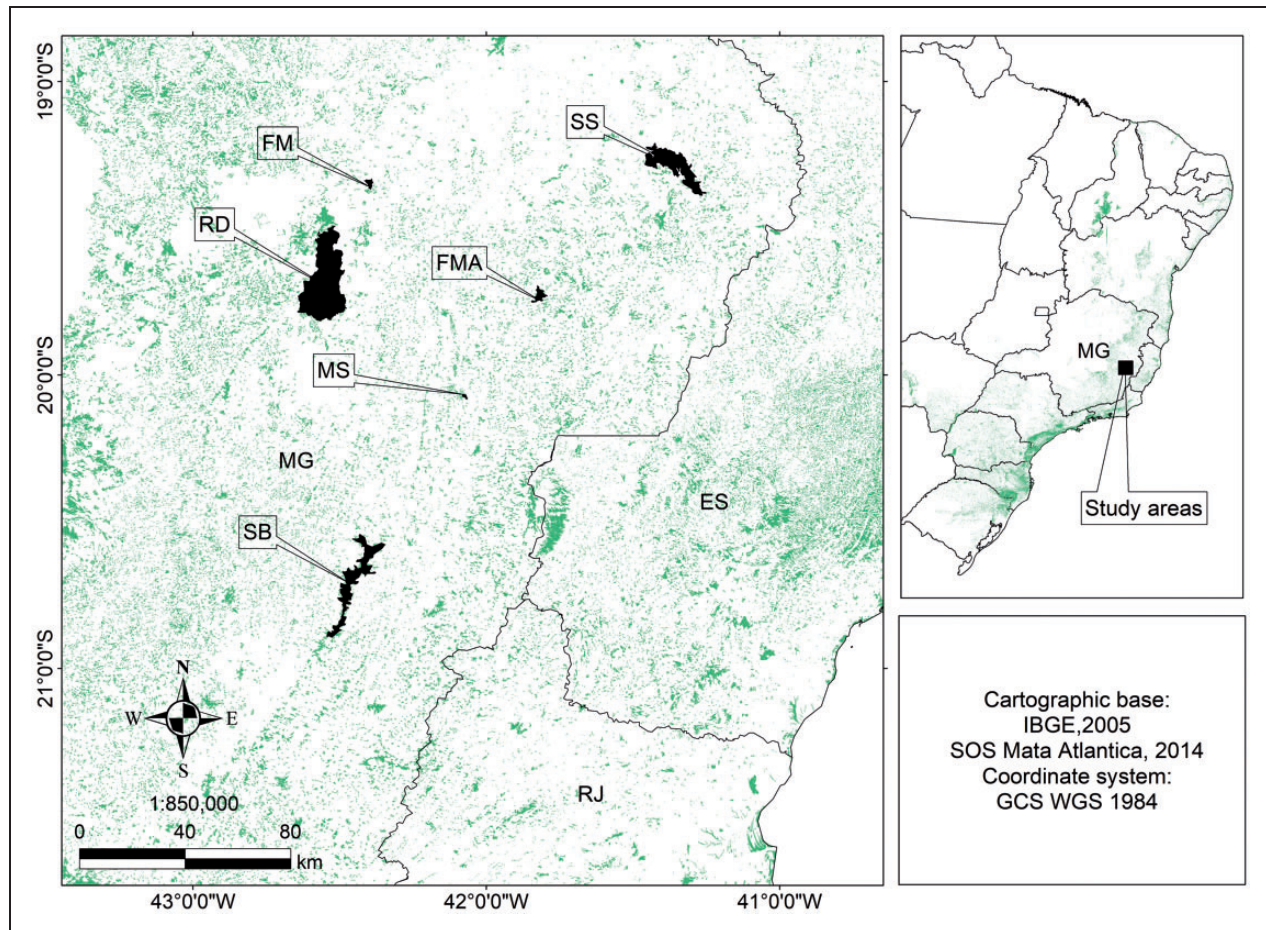 19°0'0"S
20°0'0"S
21°0'0"S
FM
SS
RD
FMA
MS
MG
SB
ES
RJ
N
W
E
S
1:850,000
0
40
80
km
43°0'0"W
42°0'0"W
41°0'0"W
MG
Study areas
Cartographic base:
IBGE,2005
SOS Mata Atlantica, 2014
Coordinate system:
GCS WGS 1984